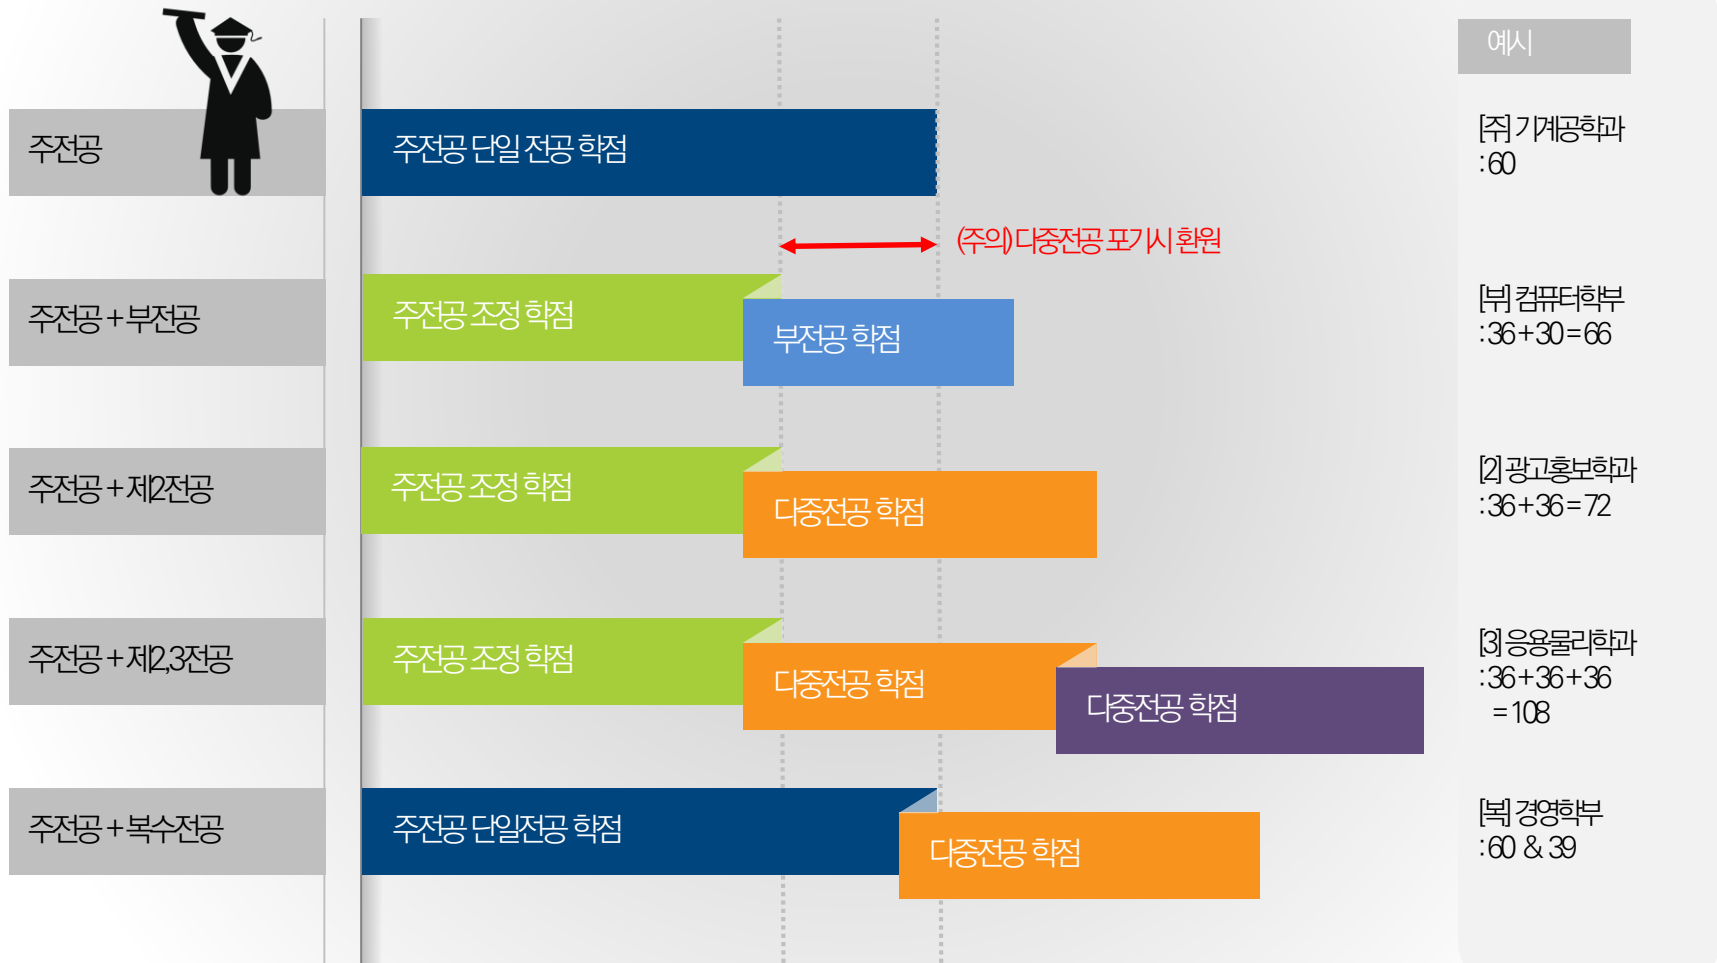 예시
주전공
주전공 단일 전공 학점
[주] 기계공학과
: 60
(주의) 다중전공 포기시 환원
주전공 + 부전공
주전공 조정 학점
부전공 학점
[부] 컴퓨터학부
: 36 + 30 = 66
주전공 + 제2전공
주전공 조정 학점
다중전공 학점
[2] 광고홍보학과
: 36 + 36 = 72
주전공 + 제2,3전공
주전공 조정 학점
다중전공 학점
다중전공 학점
[3] 응용물리학과
: 36 + 36 + 36
= 108
주전공 + 복수전공
주전공 단일전공 학점
다중전공 학점
[복] 경영학부
: 60 & 39